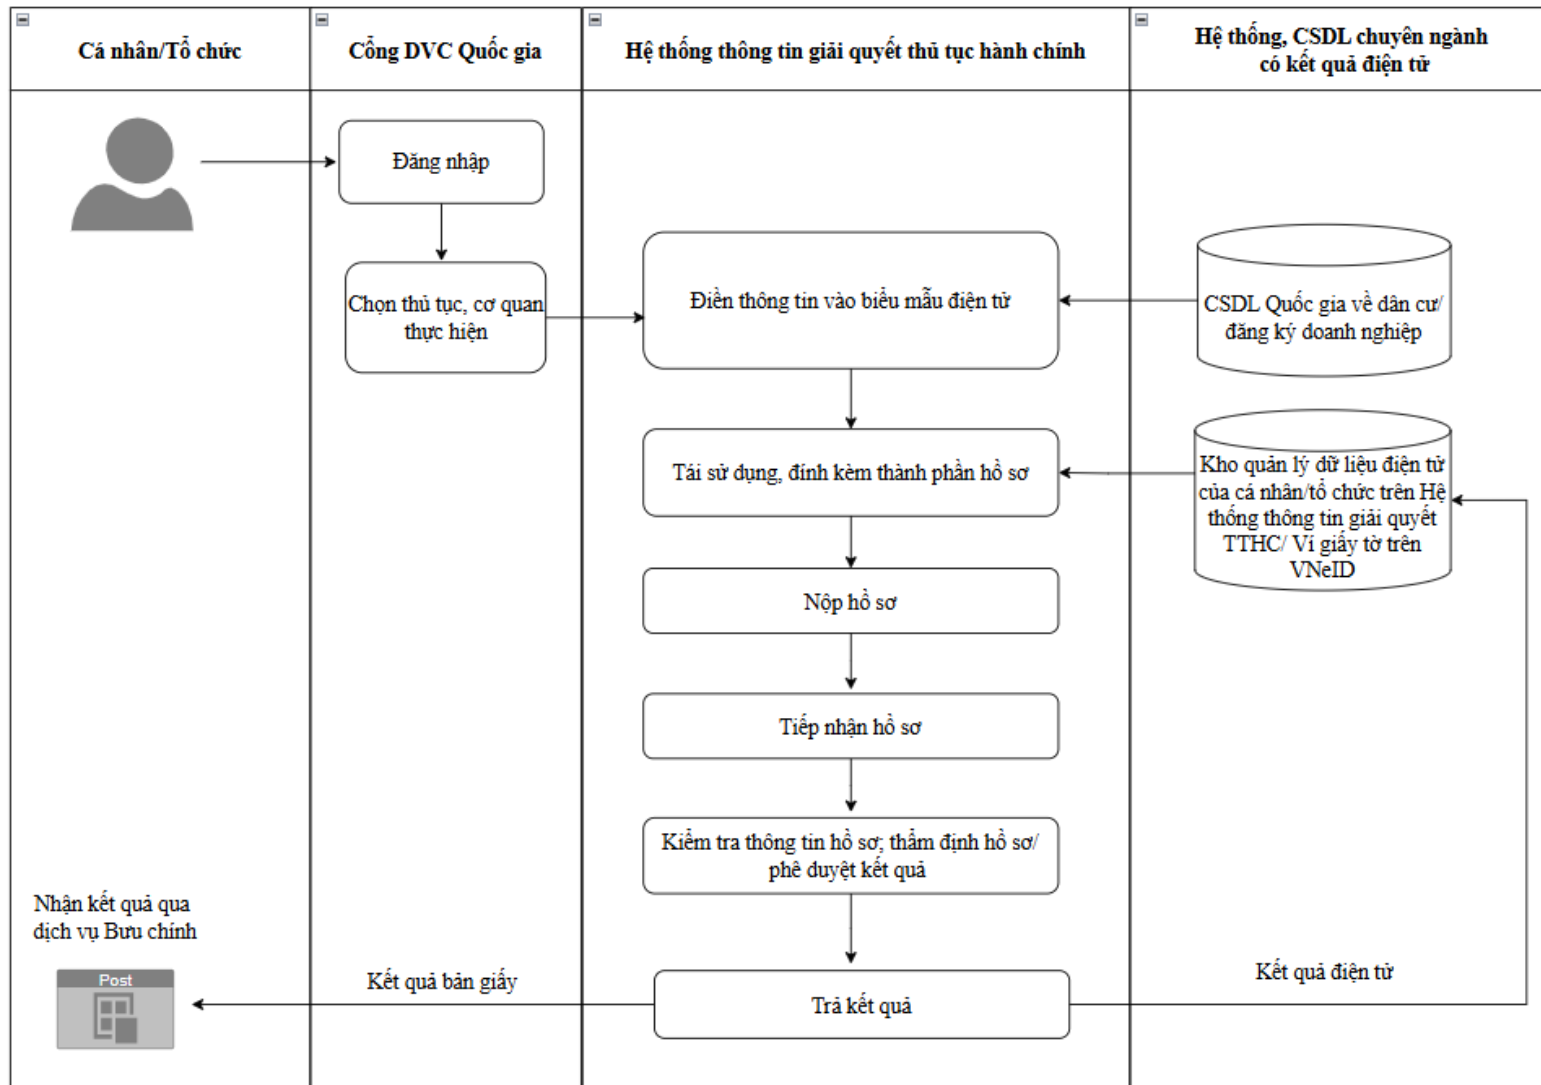 Cá nhân/Tổ chức
Cổng DVC Quốc gia
Hệ thống thông tin giải quyết thủ tục hành chính
Hệ thống, CSDL chuyên ngành
có kết quả điện tử
Đăng nhập
Chọn thủ tục, cơ quan
thực hiện
Điền thông tin vào biểu mẫu điện tử
CSDL Quốc gia về dân cư/
đăng ký doanh nghiệp
Tái sử dụng, đính kèm thành phần hồ sơ
Kho quản lý dữ liệu điện tử
của cá nhân/tổ chức trên Hệ
thống thông tin giải quyết
TTHC/ Ví giấy tờ trên
VNeID
Nộp hồ sơ
Tiếp nhận hồ sơ
Kiểm tra thông tin hồ sơ; thẩm định hồ sơ/
phê duyệt kết quả
Nhận kết quả qua
dịch vụ Bưu chính
Post
Kết quả bản giấy
Trả kết quả
Kết quả điện tử